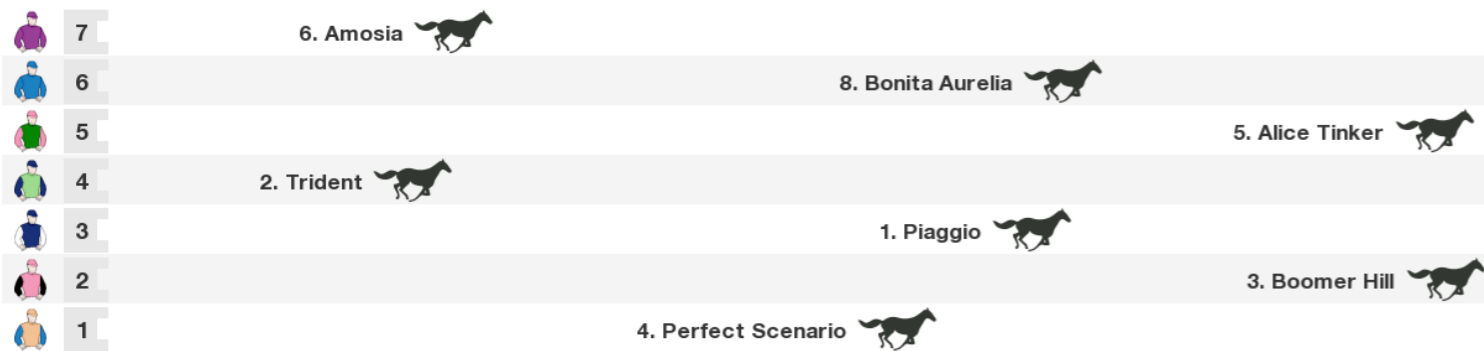 7 6. Amosia
6 8. Bonita Aurelia
5 5. Alice Tinker
4 2. Trident
3 1. Piaggio
2 3. Boomer Hill
1 4. Perfect Scenario